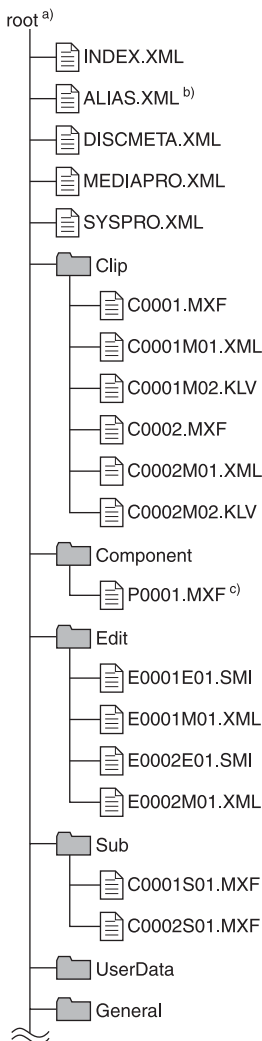 root a)
INDEX.XML
ALIAS.XML b)
DISCMETA.XML
MEDIAPRO.XML
SYSPRO.XML
Clip
C0001.MXF
C0001M01.XML
C0001M02.KLV
C0002.MXF
C0002M01.XML
C0002M02.KLV
Component
P0001.MXF c)
Edit
E0001E01.SMI
E0001M01.XML
E0002E01.SMI
E0002M01.XML
Sub
C0001S01.MXF
C0002S01.MXF
UserData
General